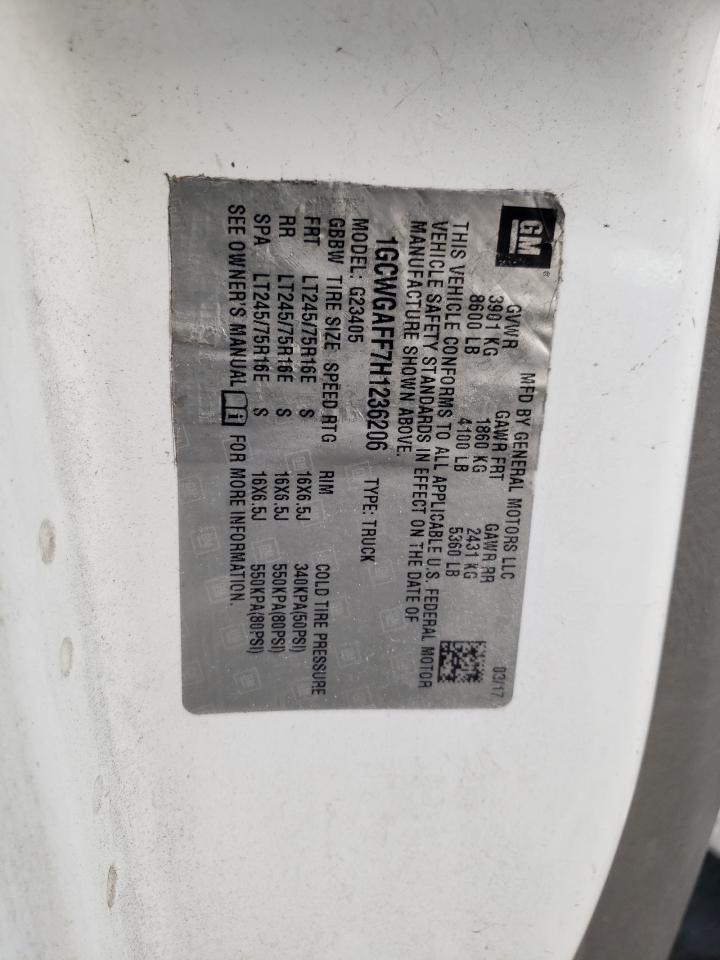 GM ®
MFD BY GENERAL MOTORS LLC 03/17
GVWR GAWR FRT GAWR RR
3901 KG 1860 KG 2431 KG
8600 LB 4100 LB 5360 LB
THIS VEHICLE CONFORMS TO ALL APPLICABLE U.S. FEDERAL MOTOR
VEHICLE SAFETY STANDARDS IN EFFECT ON THE DATE OF
MANUFACTURE SHOWN ABOVE.
1GCWGAFF7H1236206 TYPE: TRUCK
MODEL: G23405
GBBW TIRE SIZE SPEED RTG RIM COLD TIRE PRESSURE
FRT LT245/75R16E S 16X6.5J 340KPA(50PSI)
RR LT245/75R16E S 16X6.5J 550KPA(80PSI)
SPA LT245/75R16E S 16X6.5J 550KPA(80PSI)
SEE OWNER'S MANUAL i FOR MORE INFORMATION.